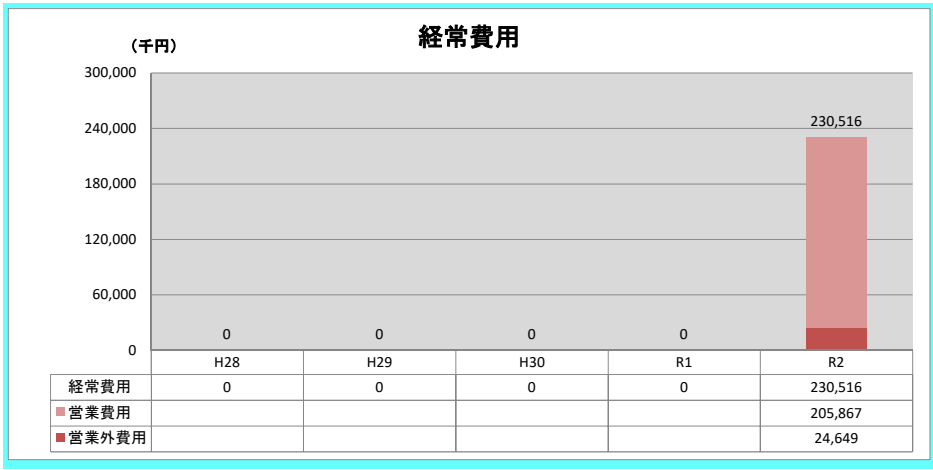 経常費用
（千円）
300,000
240,000
180,000
120,000
60,000
0
0 0 0 0 230,516
H28 H29 H30 R1 R2
経常費用 0 0 0 0 230,516
営業費用 205,867
営業外費用 24,649